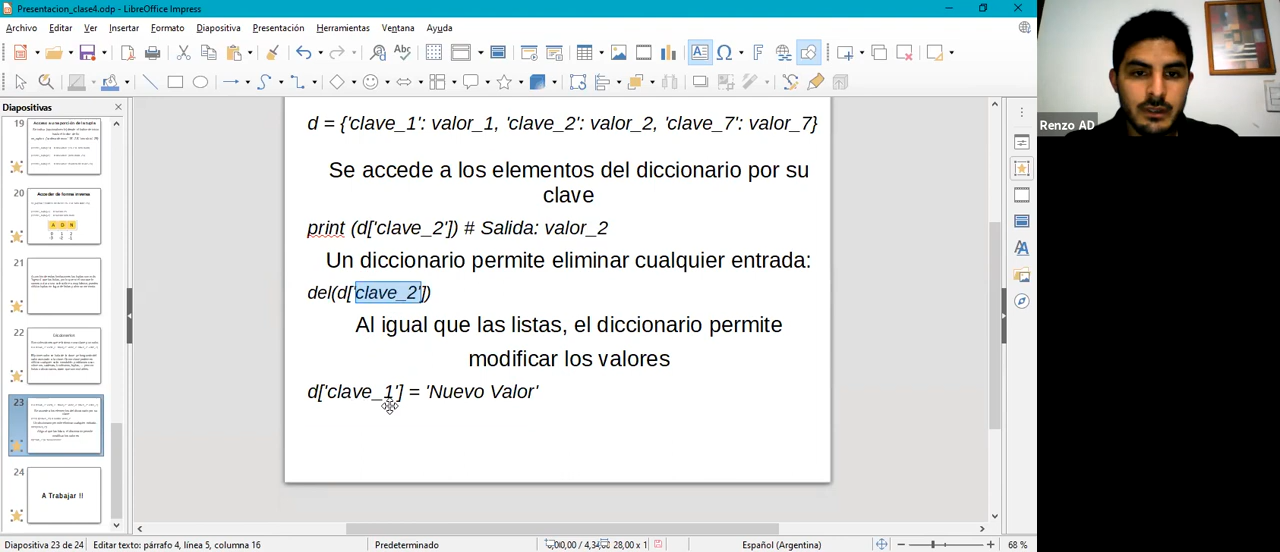 Presentacion_clase4.odp - LibreOffice Impress
Archivo Editar Ver Insertar Formato Diapositiva Presentación Herramientas Ventana Ayuda
Diapositivas
19
20
Acceder de forma inversa
21
22
23
24
A Trabajar !!
d = {'clave_1': valor_1, 'clave_2': valor_2, 'clave_7': valor_7}
Se accede a los elementos del diccionario por su
clave
print (d['clave_2']) # Salida: valor_2
Un diccionario permite eliminar cualquier entrada:
del(d['clave_2'])
Al igual que las listas, el diccionario permite
modificar los valores
d['clave_1'] = 'Nuevo Valor'
Renzo AD
Diapositiva 23 de 24 Editar texto: párrafo 4, línea 5, columna 16 Predeterminado Español (Argentina) 68 %